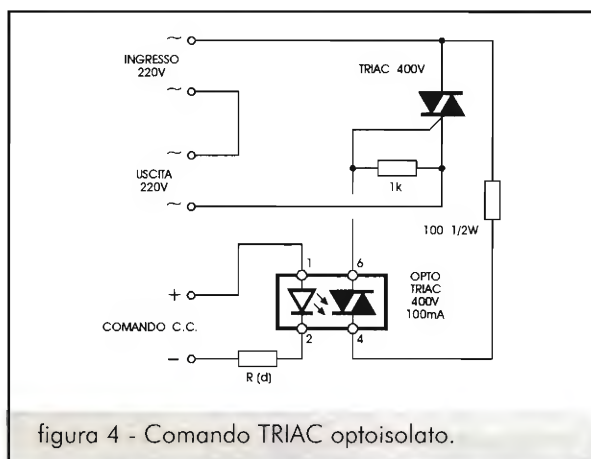 INGRESSO
220V
USCITA
220V
TRIAC 400V
1k
100 1/2W
1
6
OPTO
TRIAC
400V
100mA
+
COMANDO C.C.
−
2
4
R (d)
figura 4 - Comando TRIAC optoisolato.